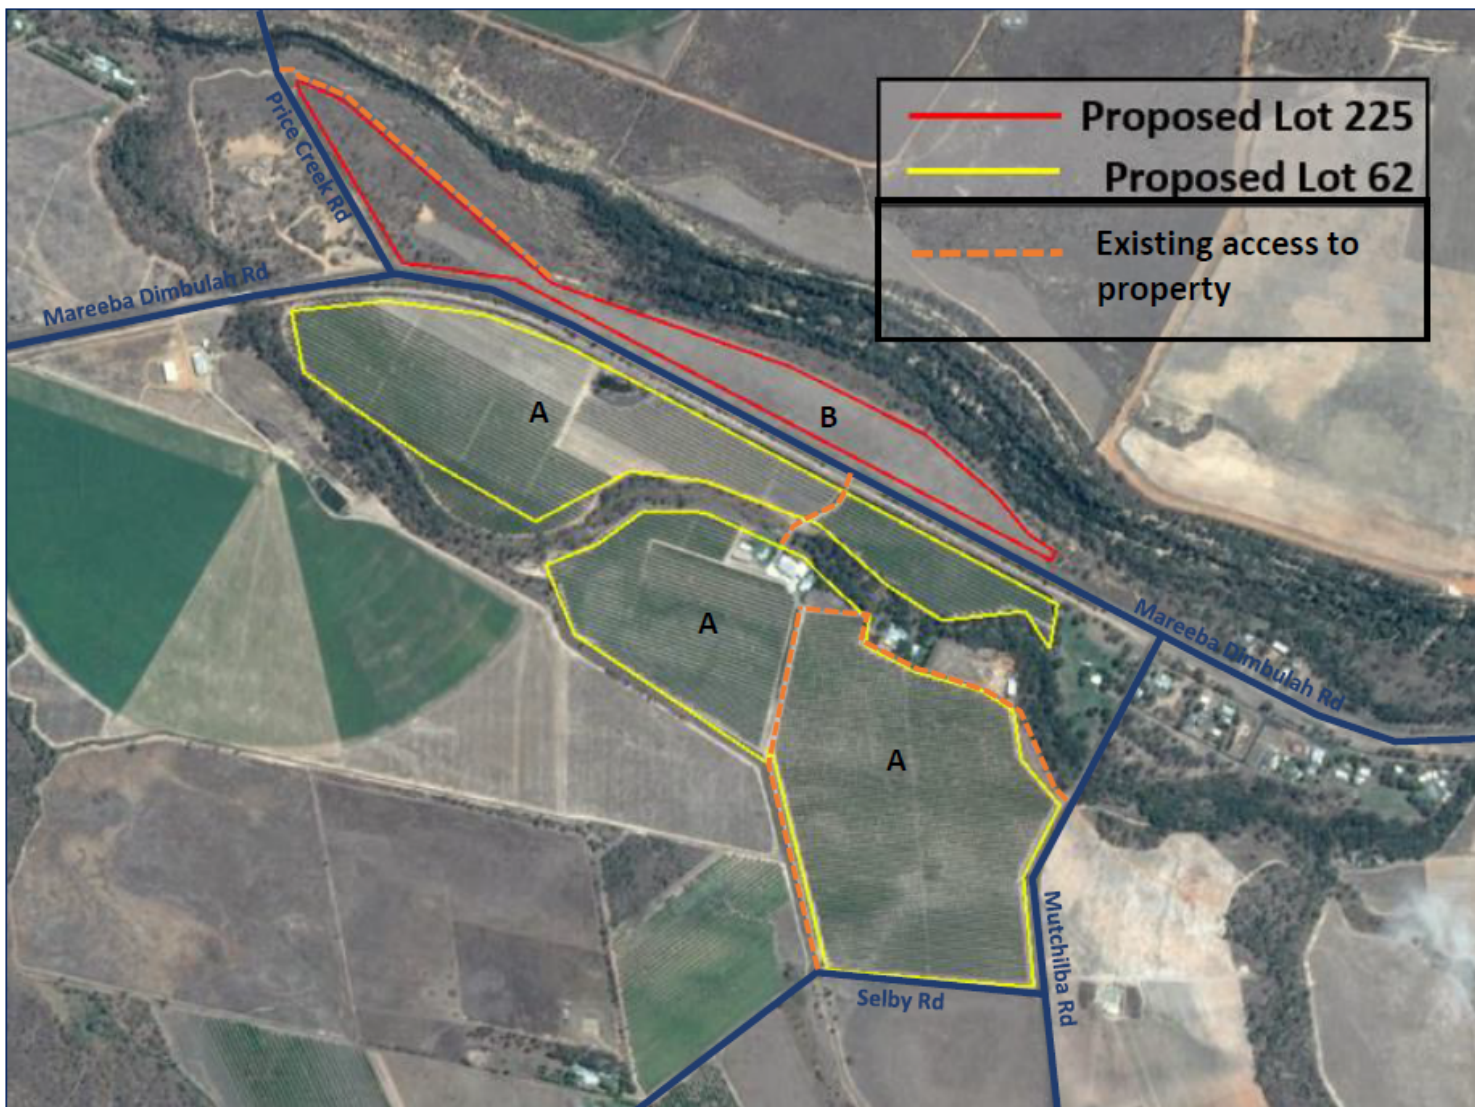 Proposed Lot 225
Proposed Lot 62
Existing access to
property
Price Creek Rd
Mareeba Dimbulah Rd
A
B
A
Mareeba Dimbulah Rd
A
Mutchilba Rd
Selby Rd